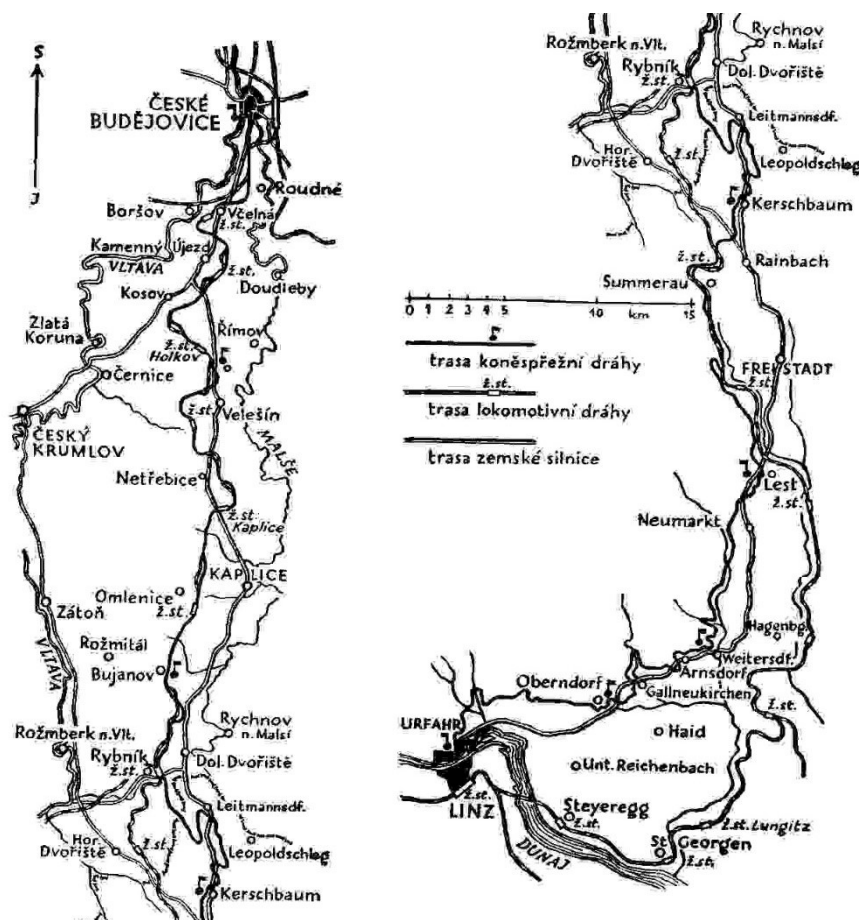 S
J
ČESKÉ
BUDĚJOVICE
Roudné
Boršov
Včelná
ž.st.
Kamenný
Újezd
VLTAVA
ž.st.
Doudleby
Kosov
Zlatá
Koruna
Římov
ž.st.
Holkov
Černice
ž.st.
Velešín
ČESKÝ
KRUMLOV
MALŠE
Netřebice
ž.st.
Kaplice
KAPLICE
Omlenice
ž.st.
Zátoň
Rožmitál
VLTAVA
Bujanov
Rychnov
n. Malší
Rožmberk n.Vlt.
Rybník
ž.st.
Dol. Dvořiště
Leitmannsdf.
Hor.
Dvořiště
ž.st.
Leopoldschlag
Kerschbaum
Rychnov
n. Malší
Rožmberk n.Vlt.
Rybník
ž.st.
Dol. Dvořiště
Leitmannsdf.
Hor.
Dvořiště
ž.st.
Leopoldschlag
Kerschbaum
ž.st.
Rainbach
Summerau
0 1 2 3 4 5 10 15
km
trasa koněspřežní dráhy
ž.st.
trasa lokomotivní dráhy
trasa zemské silnice
FREISTADT
ž.st.
Lest
ž.st.
Neumarkt
Hagenbg.
Weitersdf.
Arnsdorf
Gallneukirchen
Oberndorf
ž.st.
URFAHR
Haid
Unt. Reichenbach
LINZ
ž.st.
Steyeregg
ž.st.
DUNAJ
St.
Georgen
ž.st.
ž.st. Lungitz